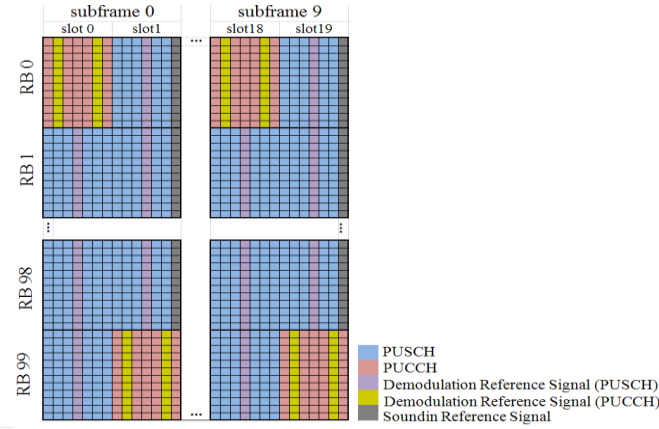 subframe 0 subframe 9
slot 0 slot1 ... slot18 slot19
RB 0
RB 1
... ...
RB 98
RB 99
...
PUSCH
PUCCH
Demodulation Reference Signal (PUSCH)
Demodulation Reference Signal (PUCCH)
Soundin Reference Signal